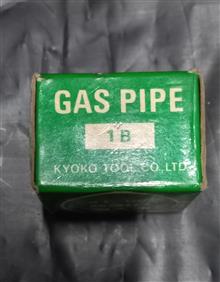 GAS PIPE
1B
KYOKO TOOL CO., LTD.